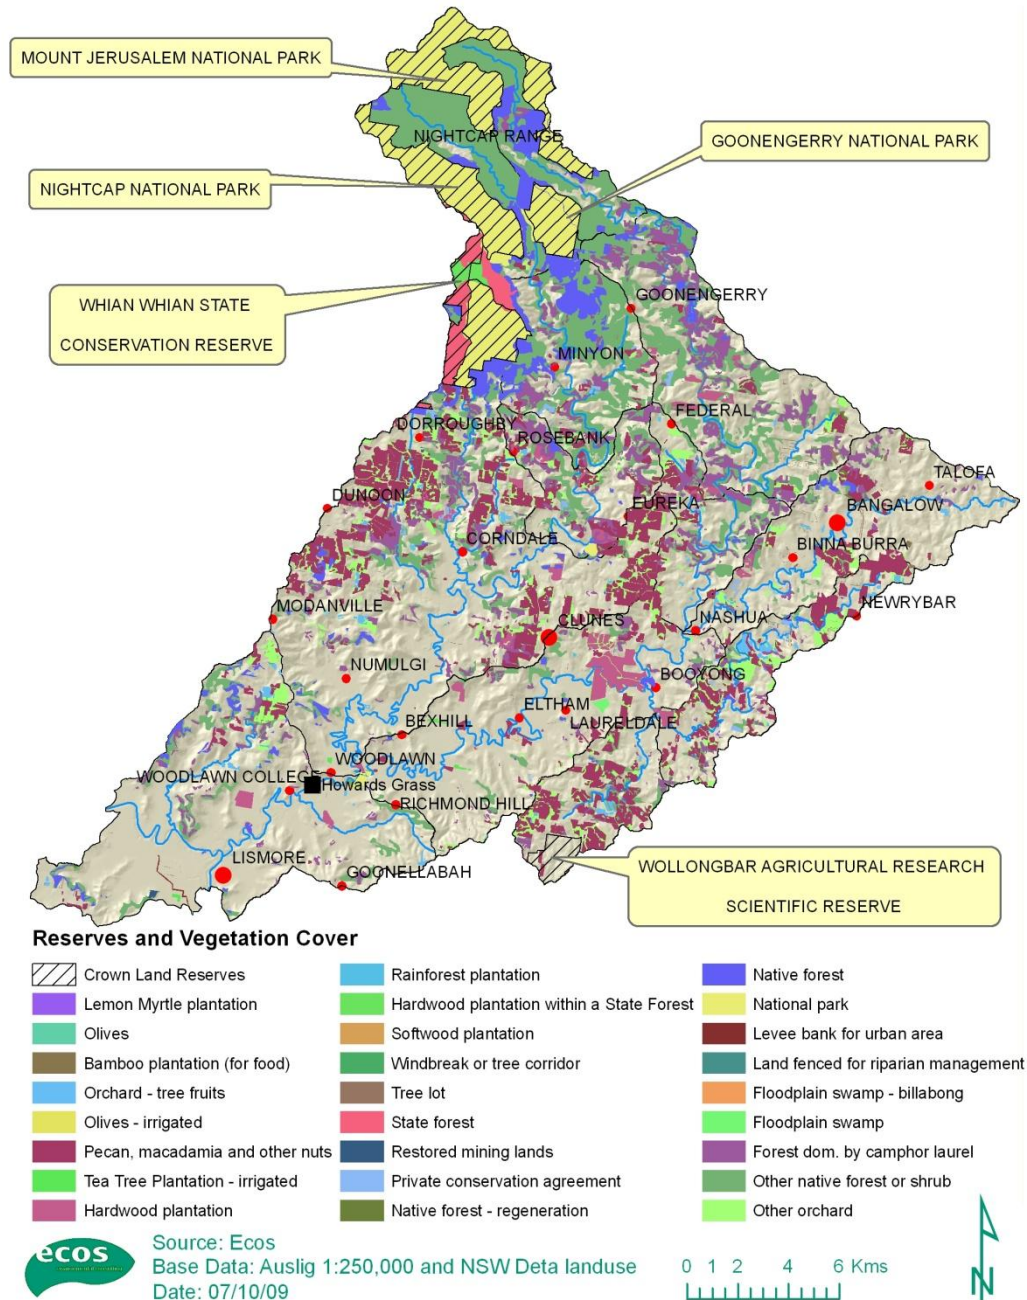 MOUNT JERUSALEM NATIONAL PARK
NIGHTCAP RANGE
GOONENGERRY NATIONAL PARK
NIGHTCAP NATIONAL PARK
WHIAN WHIAN STATE
CONSERVATION RESERVE
GOONENGERRY
MINYON
FEDERAL
DORROUGHBY
ROSEBANK
TALOFA
DUNOON
EUREKA
BANGALOW
CORNDALE
BINNA BURRA
MODANVILLE
NEWRYBAR
CLUNES
NASHUA
NUMULGI
BOOYONG
ELTHAM
LAURELDALE
BEXHILL
WOODLAWN
WOODLAWN COLLEGE
Howards Grass
RICHMOND HILL
LISMORE
GOONELLABAH
WOLLONGBAR AGRICULTURAL RESEARCH
SCIENTIFIC RESERVE
Reserves and Vegetation Cover
Crown Land Reserves
Lemon Myrtle plantation
Olives
Bamboo plantation (for food)
Orchard - tree fruits
Olives - irrigated
Pecan, macadamia and other nuts
Tea Tree Plantation - irrigated
Hardwood plantation
Rainforest plantation
Hardwood plantation within a State Forest
Softwood plantation
Windbreak or tree corridor
Tree lot
State forest
Restored mining lands
Private conservation agreement
Native forest - regeneration
Native forest
National park
Levee bank for urban area
Land fenced for riparian management
Floodplain swamp - billabong
Floodplain swamp
Forest dom. by camphor laurel
Other native forest or shrub
Other orchard
ecos
Source: Ecos
Base Data: Auslig 1:250,000 and NSW Deta landuse
Date: 07/10/09
0 1 2 4 6 Kms
N